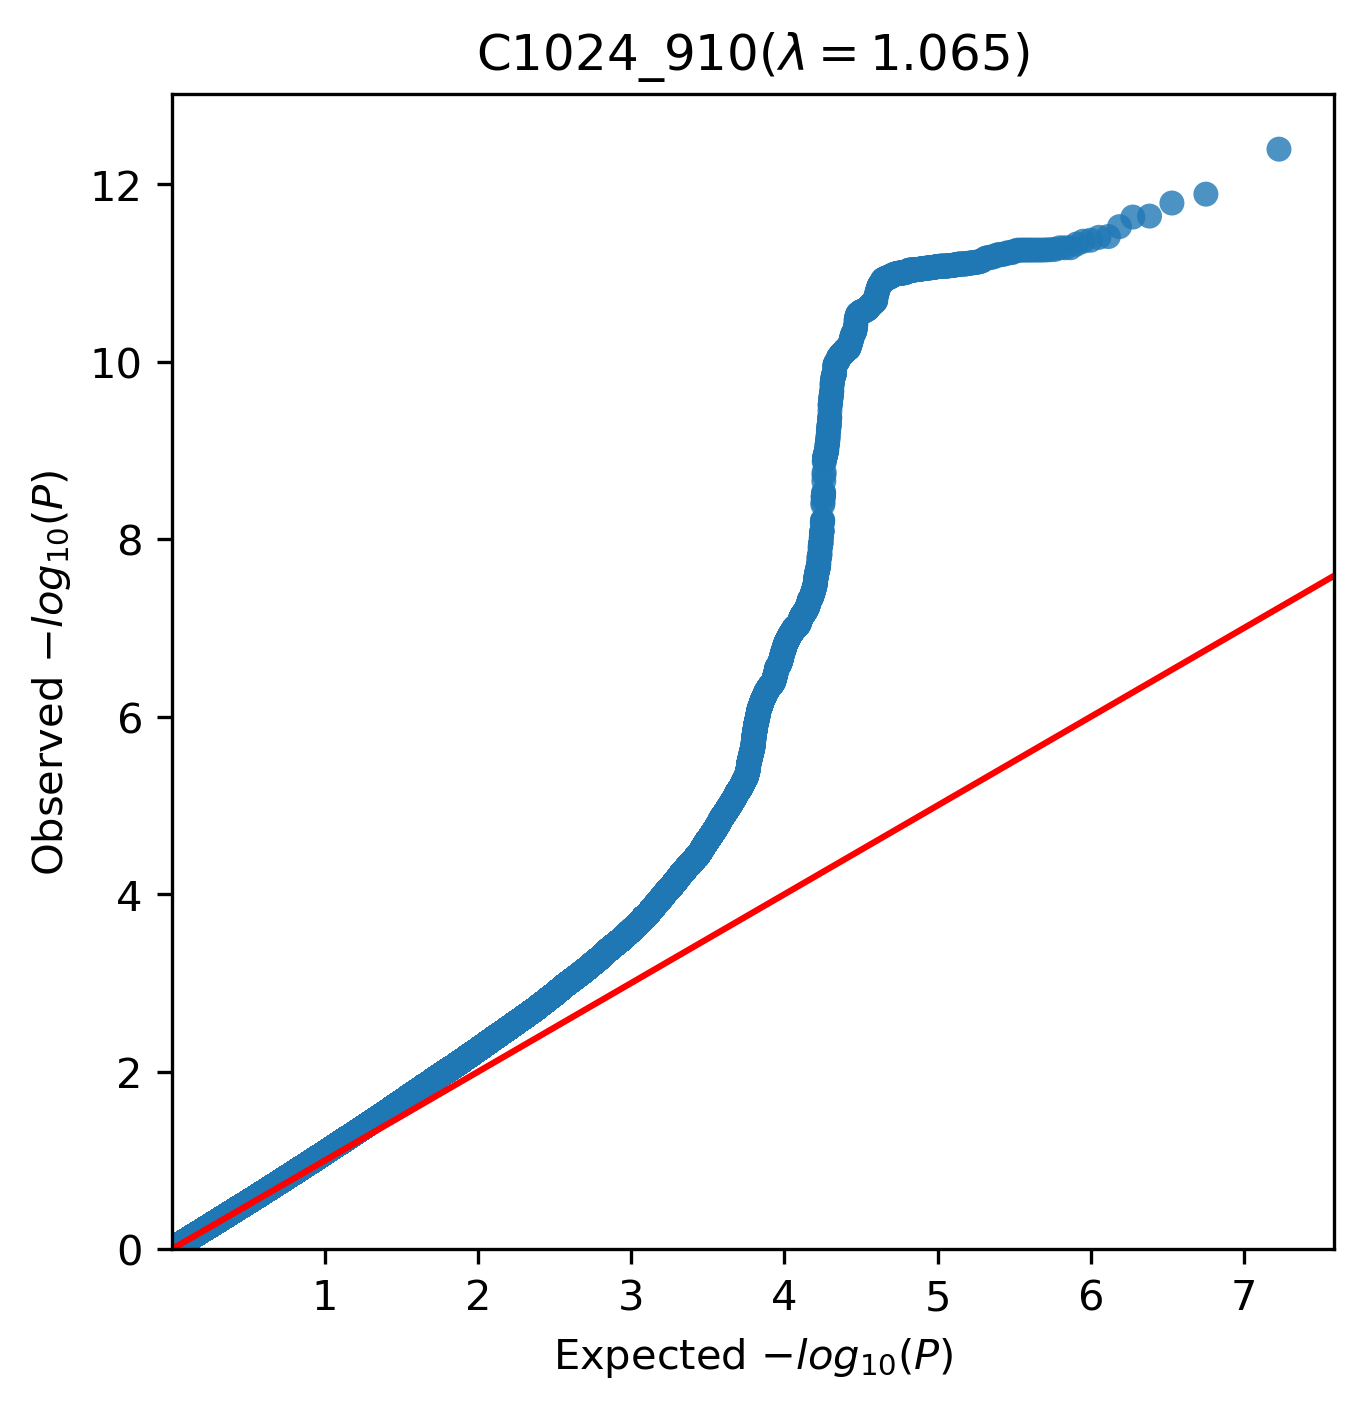 C1024_910(λ = 1.065)
12
10
8
6
4
2
0
Observed −log₁₀(P)
1 2 3 4 5 6 7
Expected −log₁₀(P)